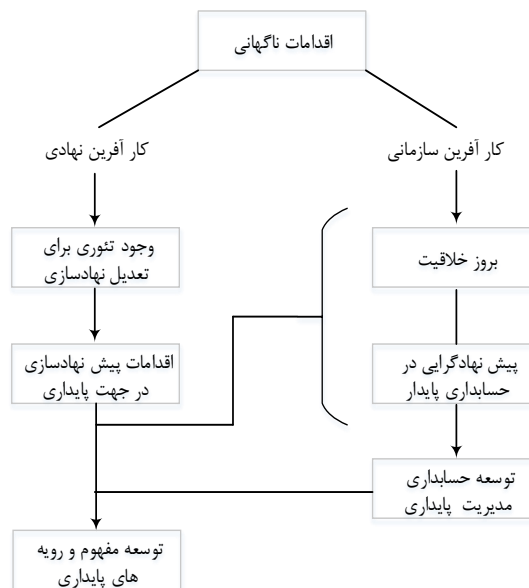 اقدامات ناگهانی
کار آفرین سازمانی
کار آفرین نهادی
بروز خلاقیت
وجود تئوری برای
تعدیل نهادسازی
پیش نهادگرایی در
حسابداری پایدار
اقدامات پیش نهادسازی
در جهت پایداری
توسعه حسابداری
مدیریت پایداری
توسعه مفهوم و رویه
های پایداری